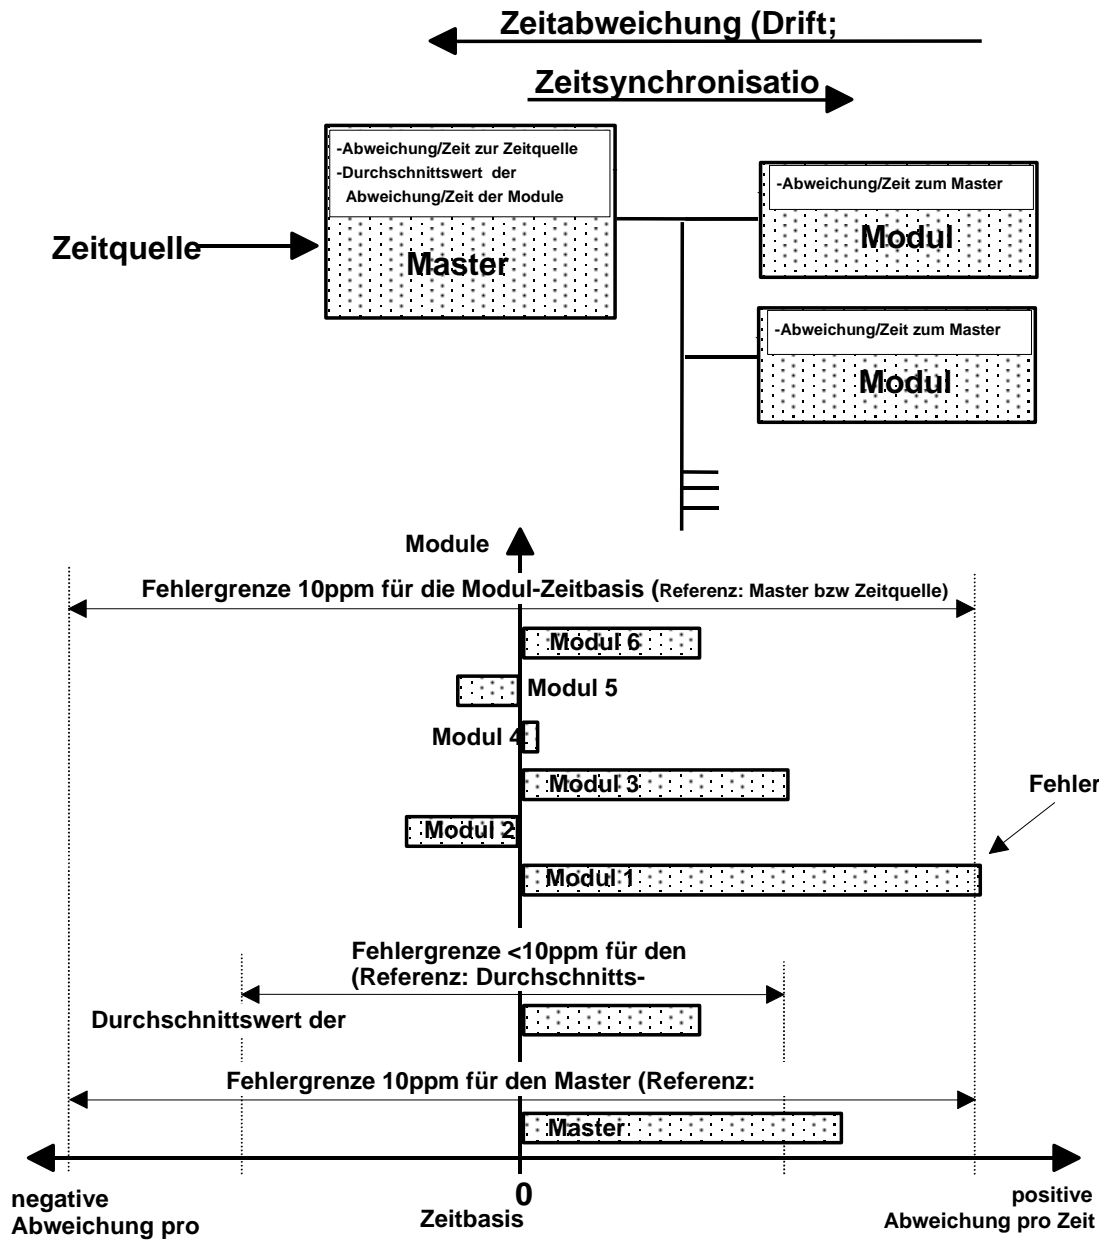 Zeitabweichung (Drift;
Zeitsynchronisatio
-Abweichung/Zeit zur Zeitquelle
-Durchschnittswert der
Abweichung/Zeit der Module
Master
Zeitquelle
-Abweichung/Zeit zum Master
Modul
-Abweichung/Zeit zum Master
Modul
Module
Fehlergrenze 10ppm für die Modul-Zeitbasis (Referenz: Master bzw Zeitquelle)
Modul 6
Modul 5
Modul 4
Modul 3
Fehler
Modul 2
Modul 1
Fehlergrenze <10ppm für den
(Referenz: Durchschnitts-
Durchschnittswert der
Fehlergrenze 10ppm für den Master (Referenz:
Master
negative
Abweichung pro
0
Zeitbasis
positive
Abweichung pro Zeit